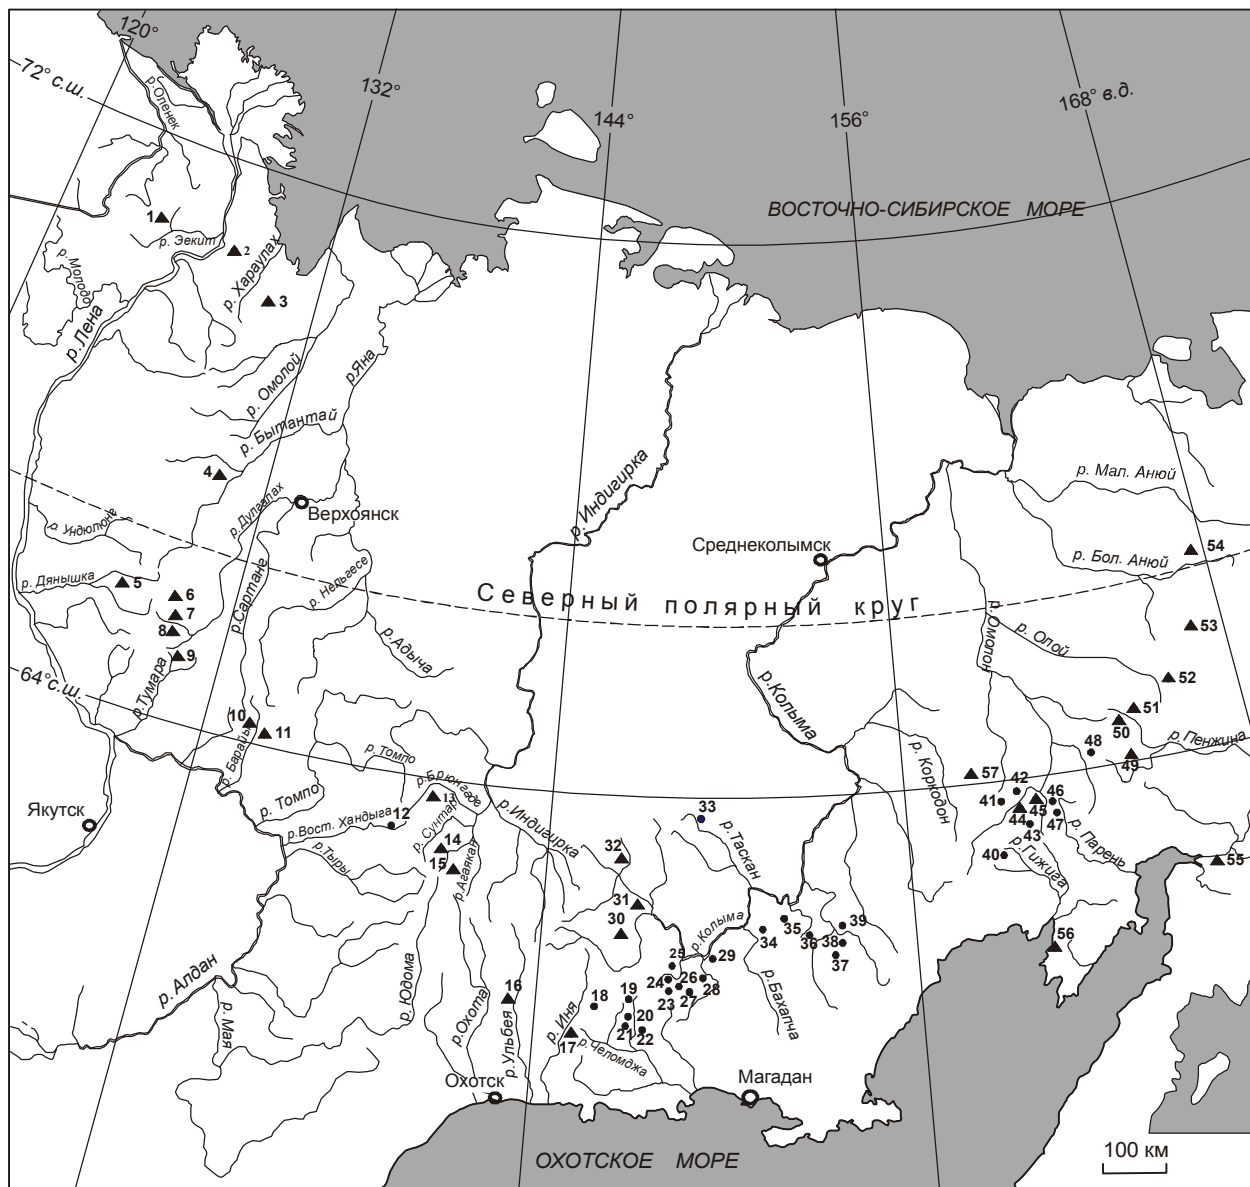 120°
72° с.ш.
132°
144°
156°
168° в.д.
р.Оленек
ВОСТОЧНО-СИБИРСКОЕ МОРЕ
1
р. Эекит
2
р. Молодо
р. Хараулах
3
р. Лена
р. Омолой
р.Яна
р. Бытантай
4
р. Индигирка
р. Мал. Анюй
р.Дулгалах
Верхоянск
р. Ундюлюнг
Среднеколымск
54
р. Бол. Анюй
р. Дянышка
5
6
р.Сартанг
р. Нельгесе
Северный полярный круг
7
8
р.Омолон
53
р. Олой
9
р.Адыча
64°с.ш.
р.Тумара
52
р.Колыма
51
10
11
50
р. Барайы
р. Томпо
р. Коркодон
48
р.Пенжина
49
57
42
р.Брюнгаде
13
41
46
45
Якутск
р. Томпо
12
р.Вост. Хандыга
р.Индигирка
33
44
47
43
р. Сунтар
р.Таскан
р.Тыры
14
15
р.Агаякан
32
40
р. Гижига
р.Парень
55
31
30
35
39
р.Колыма
34
36
38
56
37
25
29
р. Алдан
р. Юдома
16
24
26
28
18
19
23
27
р.Бахапча
р. Мая
р.Охота
р.Ульбея
р. Иня
20
21
22
17
р.Челомджа
Охотск
Магадан
100 км
ОХОТСКОЕ МОРЕ